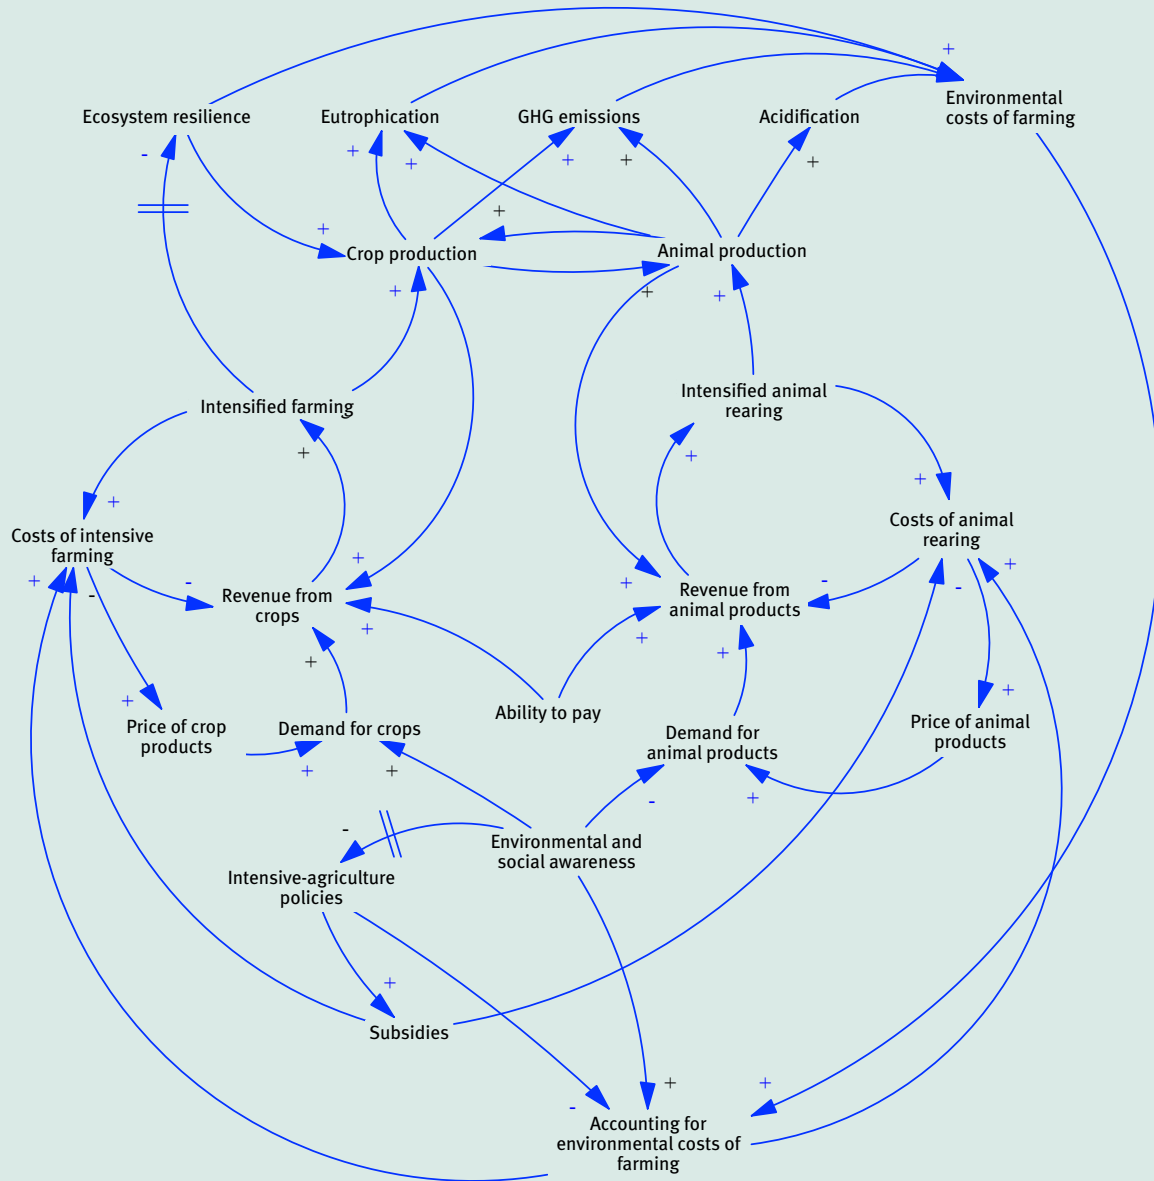 Ecosystem resilience
Eutrophication
GHG emissions
Acidification
Environmental
costs of farming
+
-
+
+
+
+
+
+
+
Crop production
Animal production
+
+
+
Intensified farming
Intensified animal
rearing
+
+
+
+
Costs of intensive
farming
Costs of animal
rearing
+
-
-
+
+
-
-
+
Revenue from
crops
Revenue from
animal products
+
+
+
+
+
+
Price of crop
products
Demand for crops
Ability to pay
Demand for
animal products
Price of animal
products
+
+
-
+
-
Environmental and
social awareness
Intensive-agriculture
policies
+
Subsidies
-
+
+
Accounting for
environmental costs of
farming